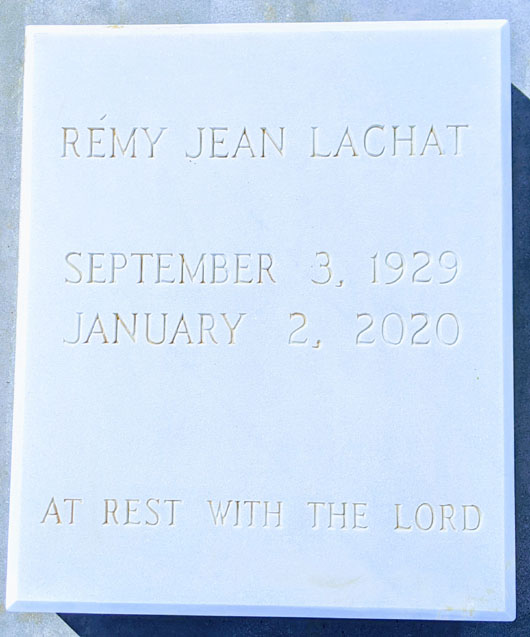 RÉMY JEAN LACHAT
SEPTEMBER 3, 1929
JANUARY 2, 2020
AT REST WITH THE LORD